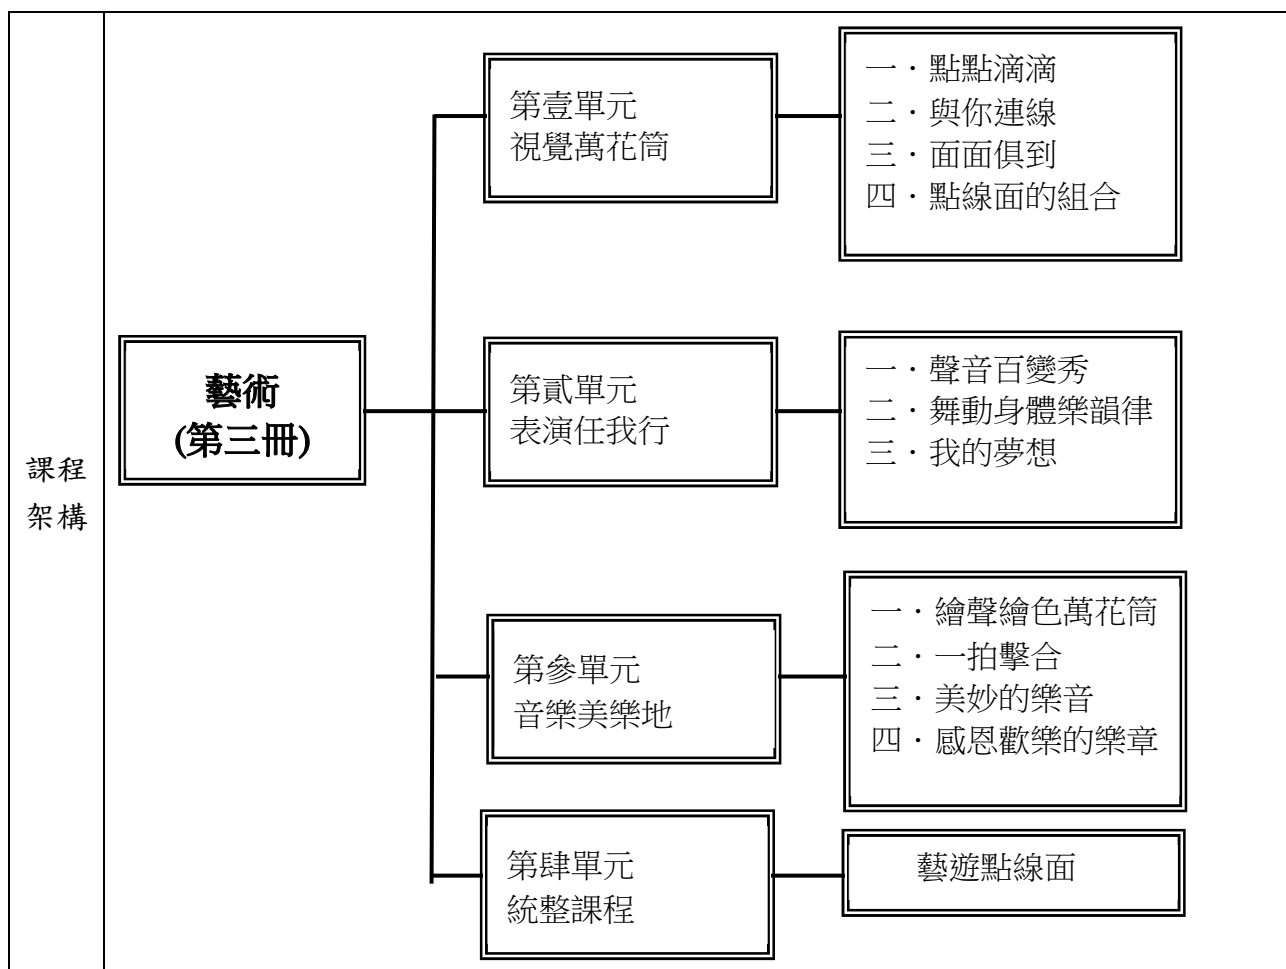 課程
架構
藝術
(第三冊)
第壹單元
視覺萬花筒
一．點點滴滴
二．與你連線
三．面面俱到
四．點線面的組合
第貳單元
表演任我行
一．聲音百變秀
二．舞動身體樂韻律
三．我的夢想
第參單元
音樂美樂地
一．繪聲繪色萬花筒
二．一拍擊合
三．美妙的樂音
四．感恩歡樂的樂章
第肆單元
統整課程
藝遊點線面